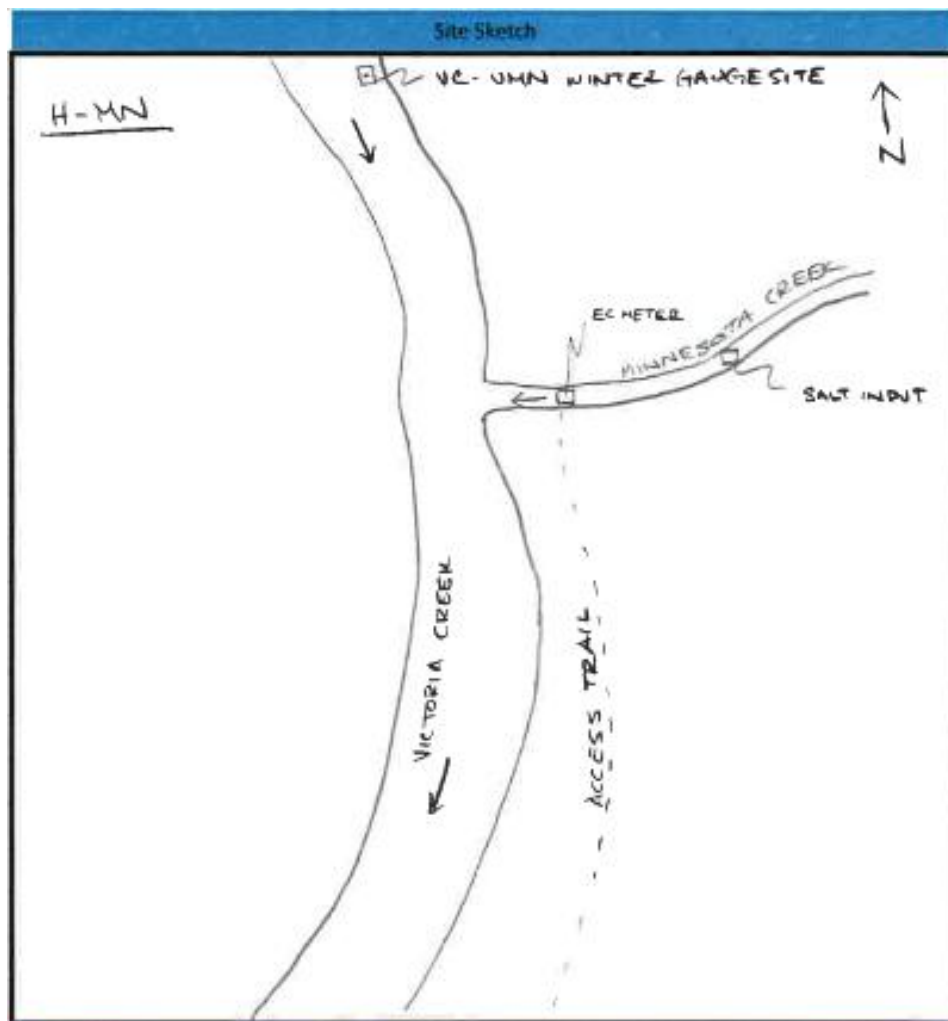 Site Sketch
VC-UMN WINTER GAUGE SITE
H-MN
N
EC METER
MINNESOTA CREEK
SALT INPUT
VICTORIA CREEK
ACCESS TRAIL